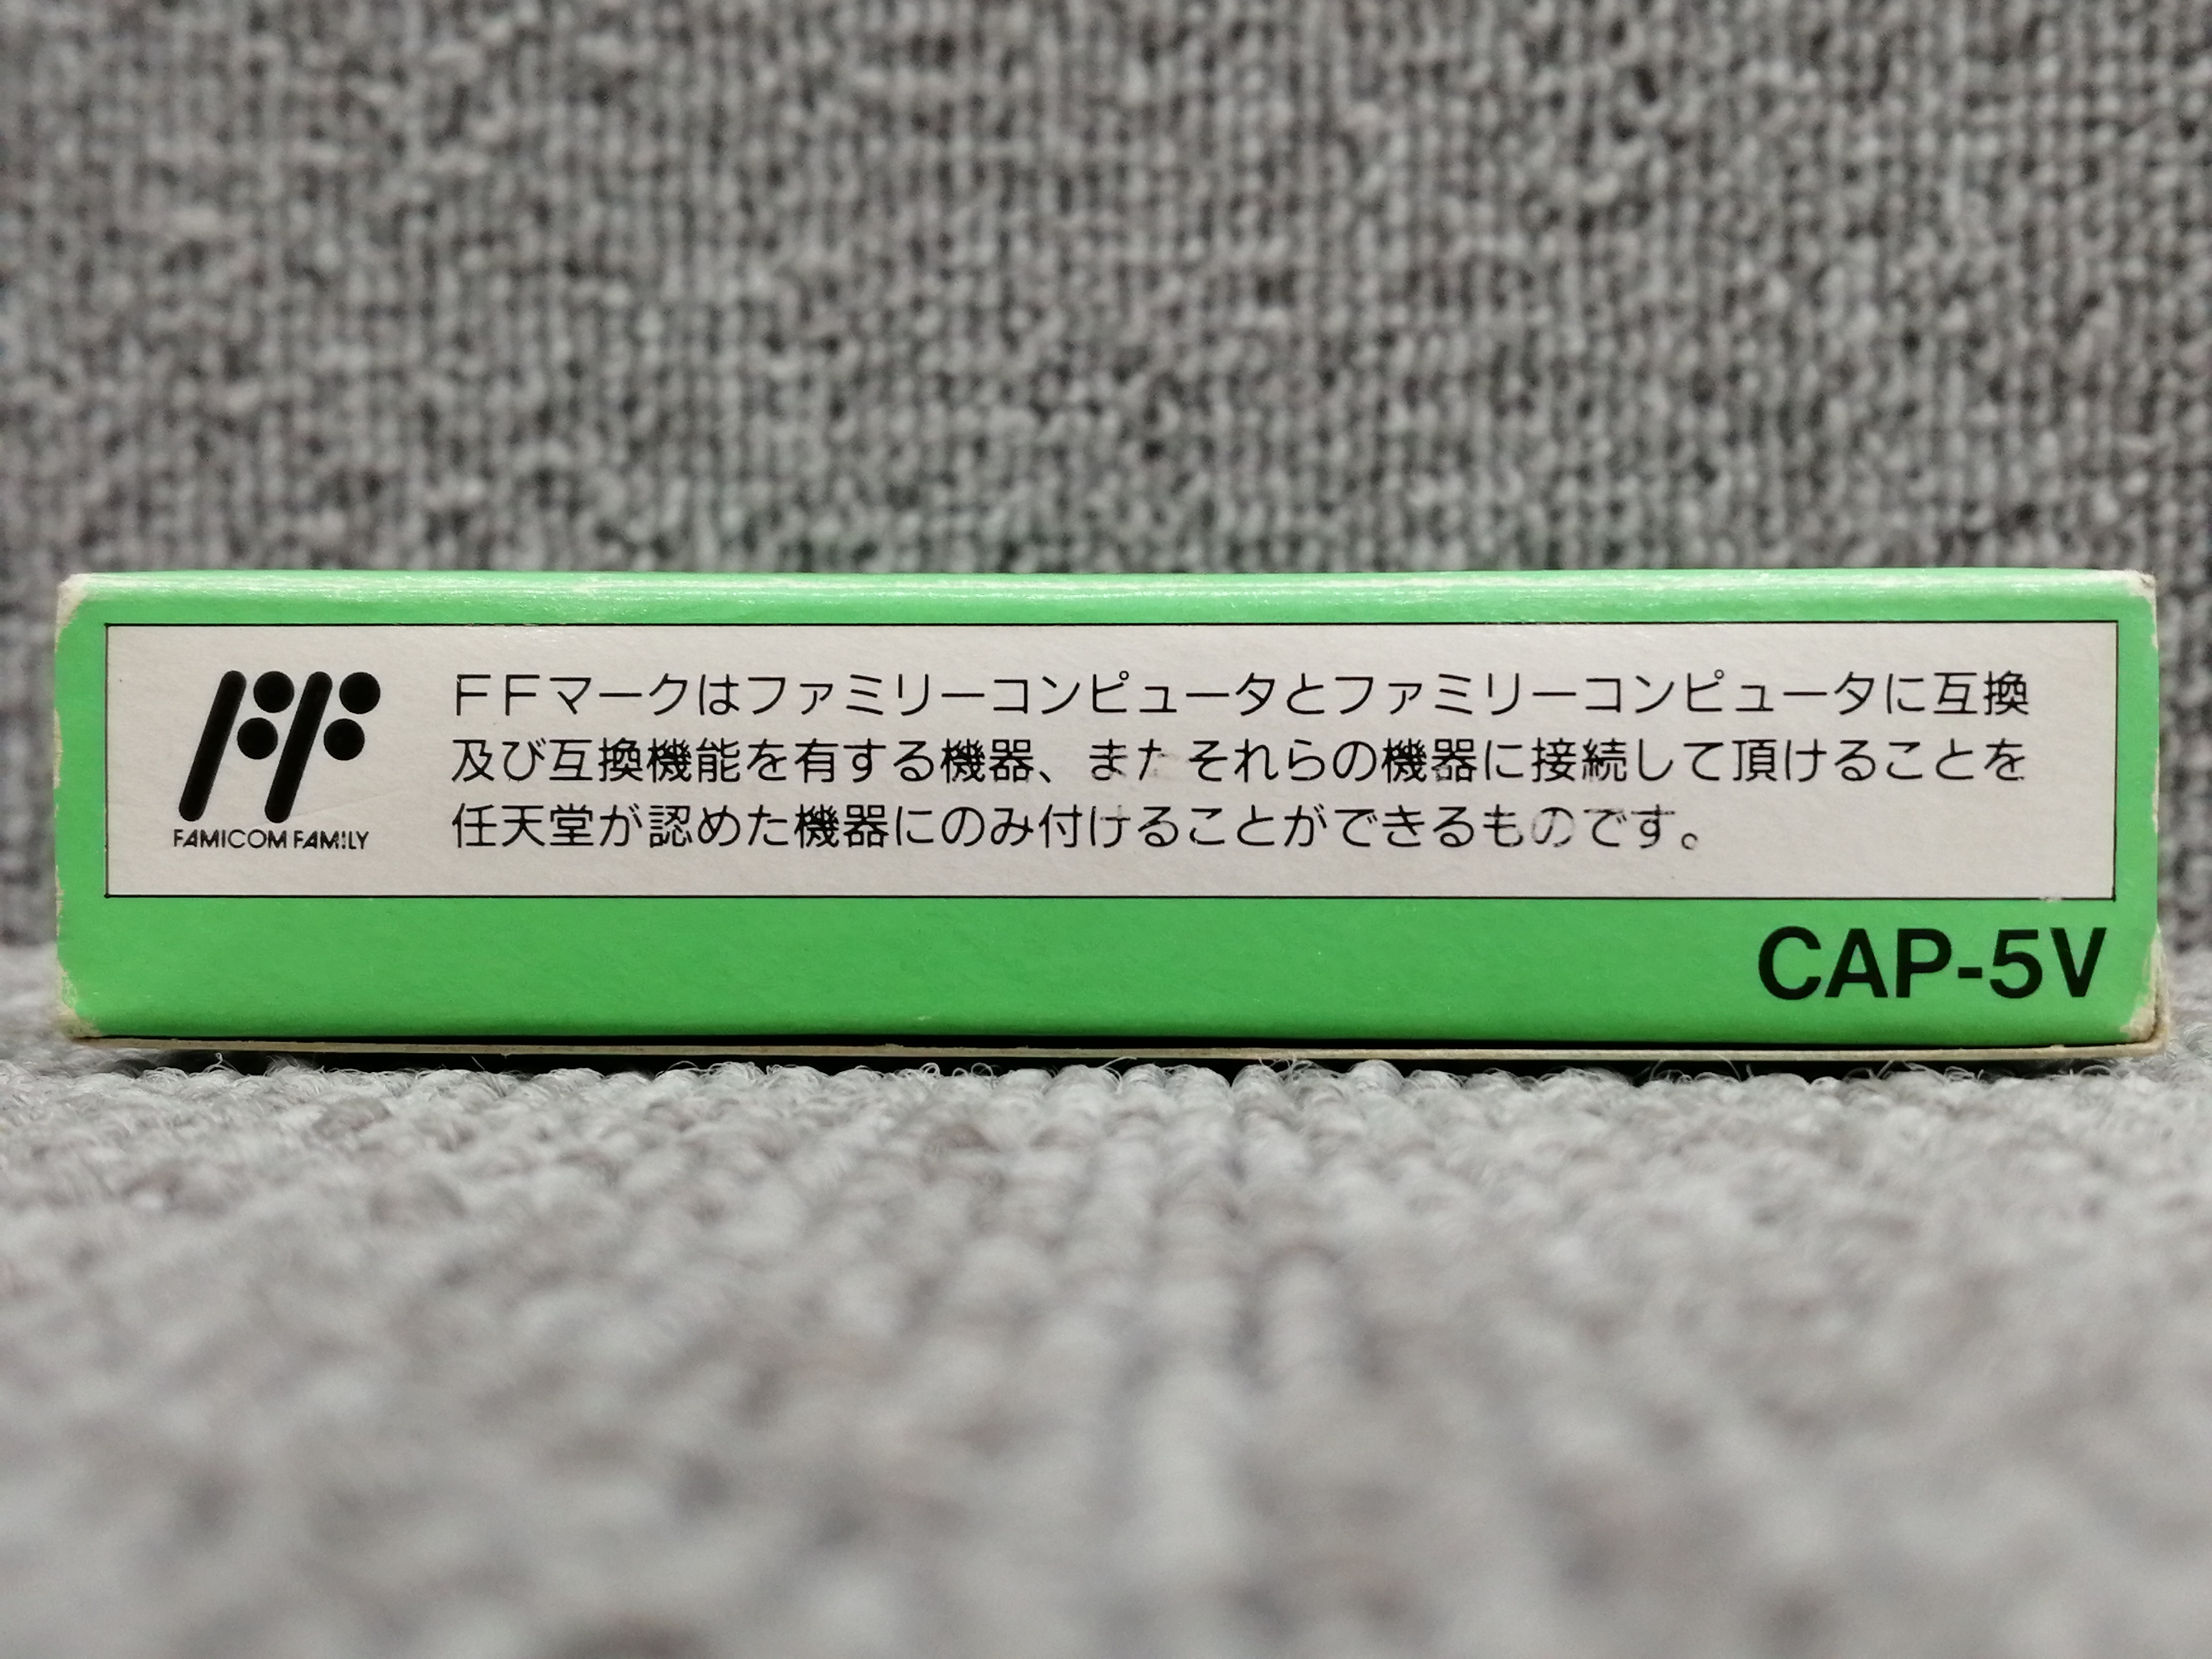 FAMICOM FAMILY
FFマークはファミリーコンピュータとファミリーコンピュータに互換
及び互換機能を有する機器、またそれらの機器に接続して頂けることを
任天堂が認めた機器にのみ付けることができるものです。
CAP-5V